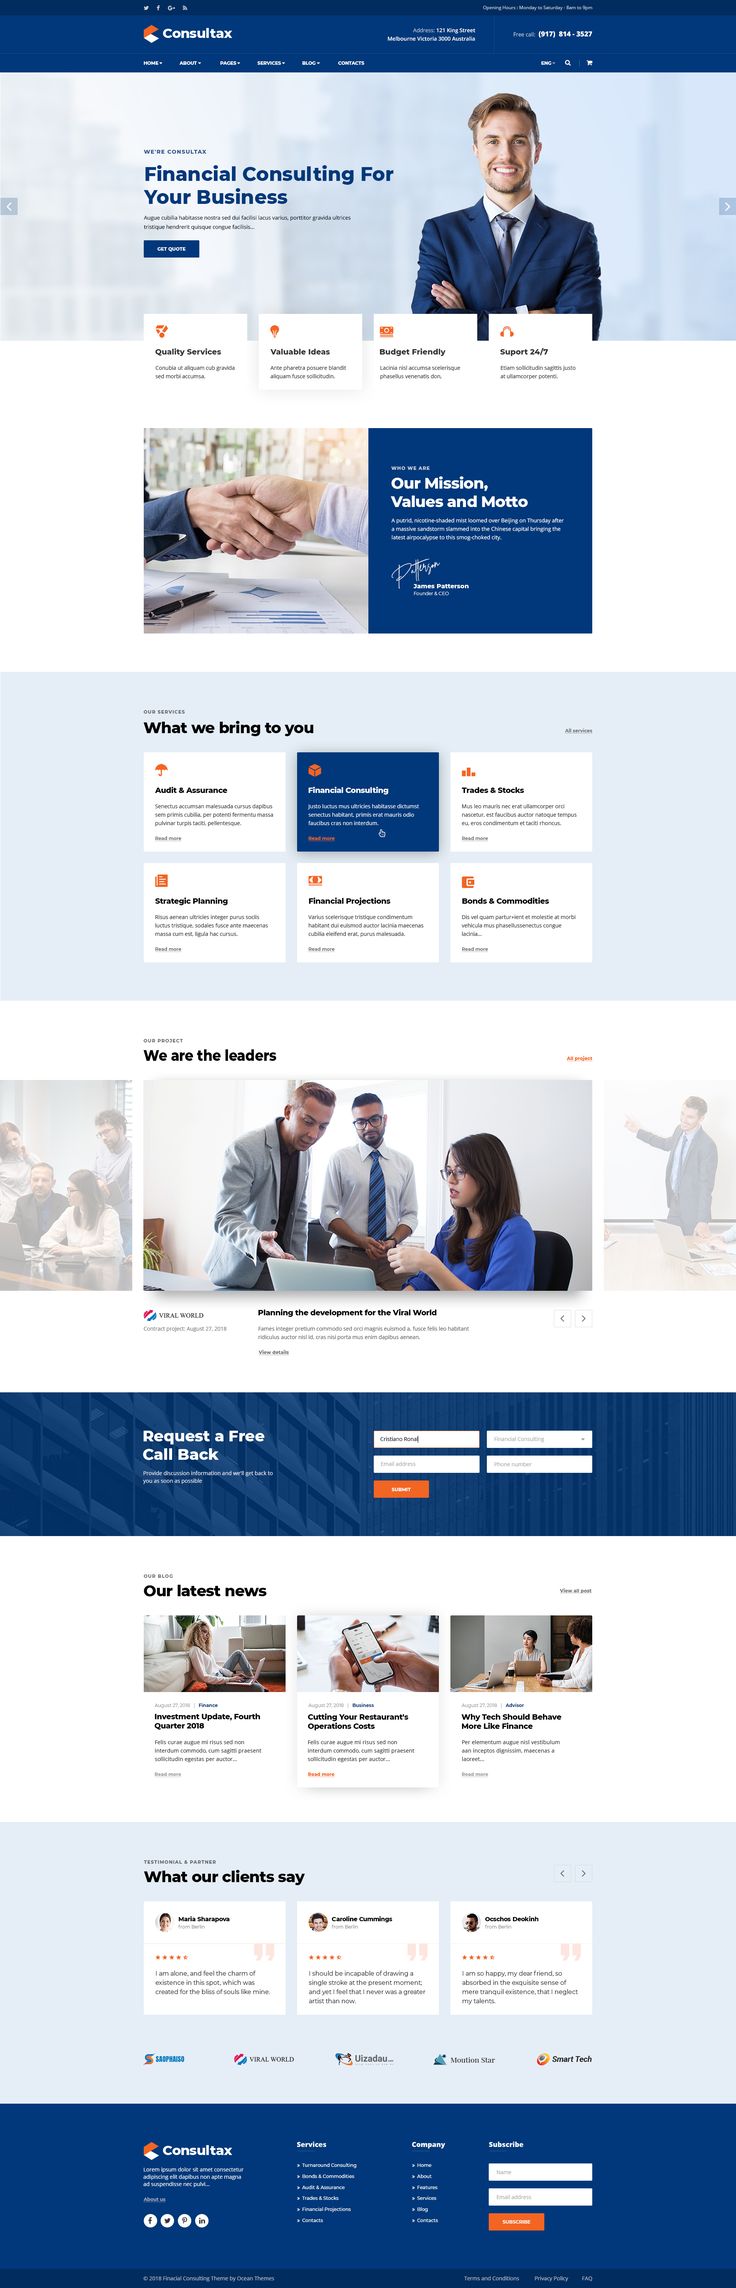 Opening Hours : Monday to Saturday - 8am to 9pm
Consultax
Address: 121 King Street
Melbourne Victoria 3000 Australia
Free call: (917) 814 - 3527
HOME ABOUT PAGES SERVICES BLOG CONTACTS
ENG
WE'RE CONSULTAX
Financial Consulting For
Your Business
Augue cubilia habitasse nostra sed dui facilisi lacus varius, porttitor gravida ultrices
tristique hendrerit quisque congue facilisis...
GET QUOTE
Quality Services
Conubia ut aliquam cub gravida
sed morbi accumsa.
Valuable Ideas
Ante pharetra posuere blandit
aliquam fusce sollicitudin.
Budget Friendly
Lacinia nisl accumsa scelerisque
phasellus venenatis don.
Suport 24/7
Etiam sollicitudin sagittis justo
at ullamcorper potenti.
WHO WE ARE
Our Mission,
Values and Motto
A putrid, nicotine-shaded mist loomed over Beijing on Thursday after
a massive sandstorm slammed into the Chinese capital bringing the
latest airpocalypse to this smog-choked city.
Patterson
James Patterson
Founder & CEO
OUR SERVICES
What we bring to you
All services
Audit & Assurance
Senectus accumsan malesuada cursus dapibus
sem primis cubilia, per potenti fermentu massa
pulvinar turpis taciti, pellentesque.
Read more
Financial Consulting
Justo luctus mus ultricies habitasse dictumst
senectus habitant, primis erat mauris odio
faucibus cras non interdum.
Read more
Trades & Stocks
Mus leo mauris nec erat ullamcorper orci
nascetur, est faucibus auctor natoque tempus
eu, eros condimentum et taciti rhoncus.
Read more
Strategic Planning
Risus aenean ultricies integer purus sociis
luctus tristique, sodales fusce ante maecenas
massa cum est, ligula hac cursus.
Read more
Financial Projections
Varius scelerisque tristique condimentum
habitant dui euismod auctor lacinia maecenas
cubilia eleifend erat, purus malesuada.
Read more
Bonds & Commodities
Dis vel quam partur+ient et molestie at morbi
vehicula mus phasellussenectus congue
lacinia...
Read more
OUR PROJECT
We are the leaders
All project
VIRAL WORLD
Contract project: August 27, 2018
Planning the development for the Viral World
Fames integer pretium commodo sed orci magnis euismod a, fusce felis leo habitant
ridiculus auctor nisl id, cras nisi porta mus enim dapibus aenean.
View details
Request a Free
Call Back
Provide discussion information and we'll get back to
you as soon as possible
Cristiano Ronal
Financial Consulting
Email address
Phone number
SUBMIT
OUR BLOG
Our latest news
View all post
August 27, 2018 | Finance
Investment Update, Fourth
Quarter 2018
Felis curae augue mi risus sed non
interdum commodo, cum sagitti praesent
sollicitudin egestas per auctor...
Read more
August 27, 2018 | Business
Cutting Your Restaurant's
Operations Costs
Felis curae augue mi risus sed non
interdum commodo, cum sagitti praesent
sollicitudin egestas per auctor...
Read more
August 27, 2018 | Advisor
Why Tech Should Behave
More Like Finance
Per elementum augue nisl vestibulum
aan inceptos dignissim, maecenas a
laoreet...
Read more
TESTIMONIAL & PARTNER
What our clients say
Maria Sharapova
from Berlin
I am alone, and feel the charm of
existence in this spot, which was
created for the bliss of souls like mine.
Caroline Cummings
from Berlin
I should be incapable of drawing a
single stroke at the present moment;
and yet I feel that I never was a greater
artist than now.
Ocschos Deokinh
from Berlin
I am so happy, my dear friend, so
absorbed in the exquisite sense of
mere tranquil existence, that I neglect
my talents.
SAOPHAISO
VIRAL WORLD
Uizadau...
Moution Star
Smart Tech
Consultax
Lorem ipsum dolor sit amet consectetur
adipiscing elit dapibus non apte magna
ad suspendisse nec pulvi...
About us
Services
» Turnaround Consulting
» Bonds & Commodities
» Audit & Assurance
» Trades & Stocks
» Financial Projections
» Contacts
Company
» Home
» About
» Features
» Services
» Blog
» Contacts
Subscribe
Name
Email address
SUBSCRIBE
© 2018 Finacial Consulting Theme by Ocean Themes
Terms and Conditions Privacy Policy FAQ